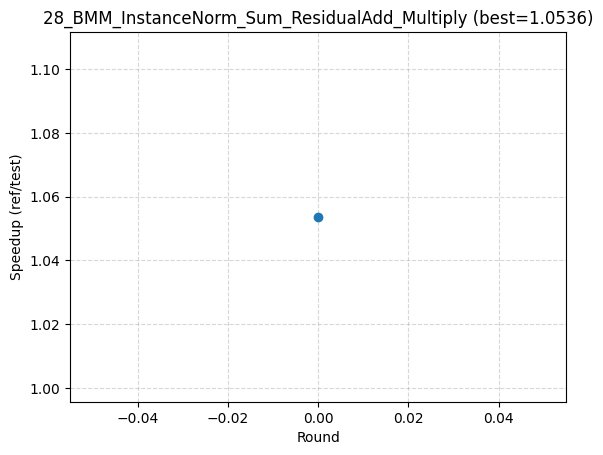 28_BMM_InstanceNorm_Sum_ResidualAdd_Multiply (best=1.0536)
Speedup (ref/test)
1.10
1.08
1.06
1.04
1.02
1.00
−0.04 −0.02 0.00 0.02 0.04
Round